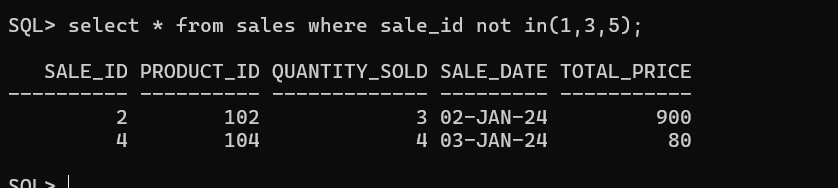 SQL> select * from sales where sale_id not in(1,3,5);
   SALE_ID PRODUCT_ID QUANTITY_SOLD SALE_DATE TOTAL_PRICE
---------- ---------- ------------- --------- -----------
         2        102             3 02-JAN-24         900
         4        104             4 03-JAN-24          80
SQL>